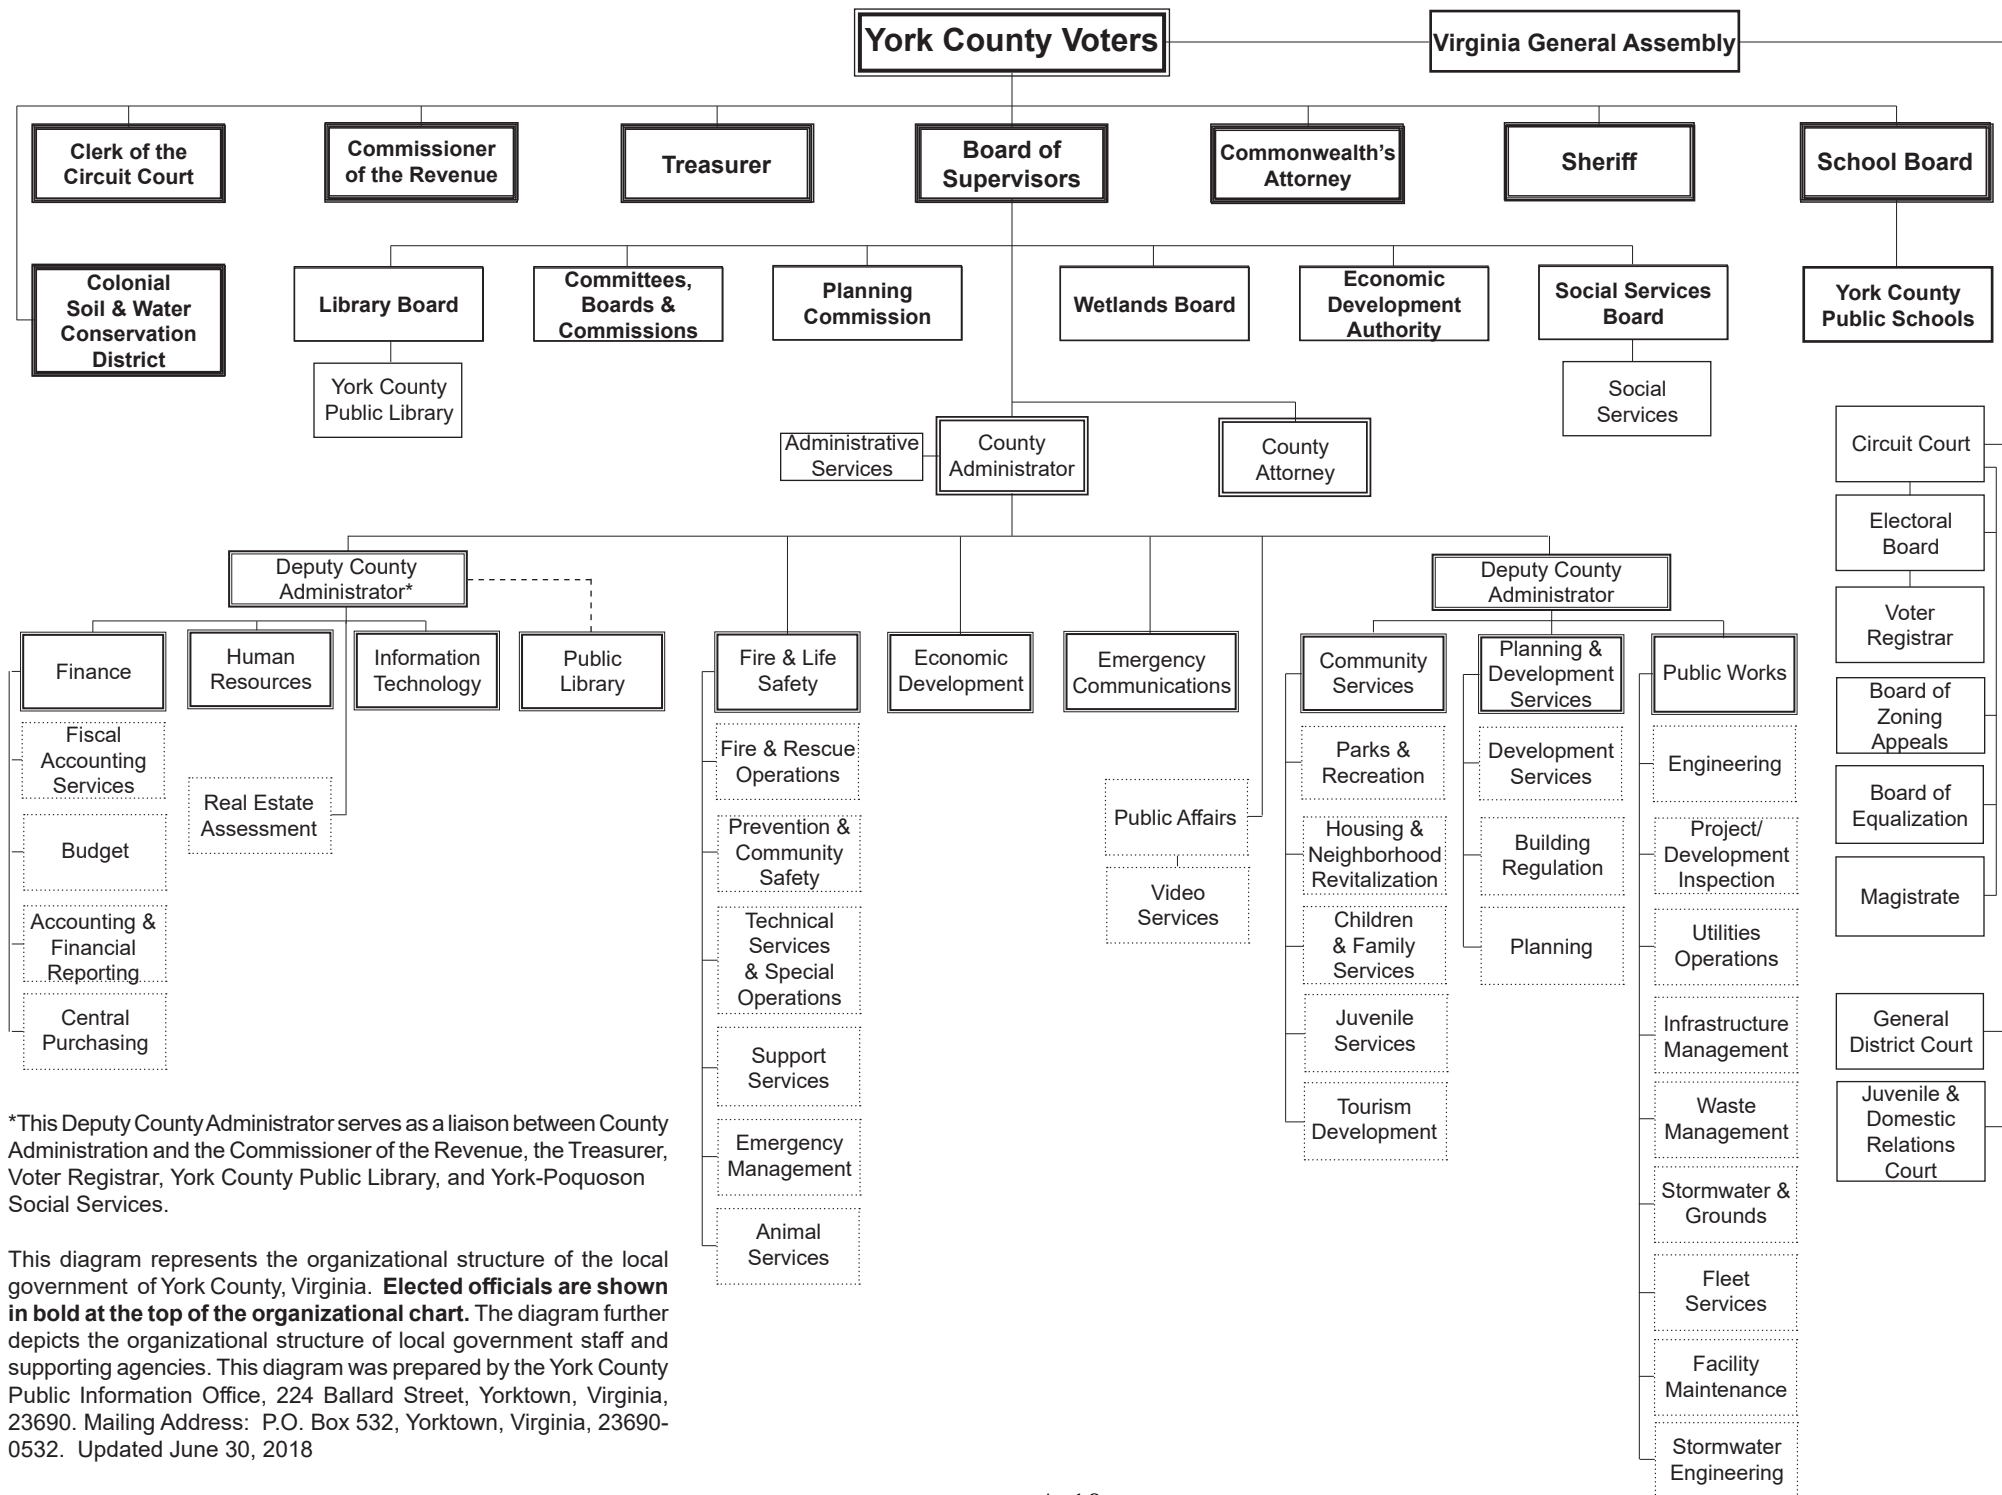 York County Voters
Virginia General Assembly
Clerk of the
Circuit Court
Commissioner
of the Revenue
Treasurer
Board of
Supervisors
Commonwealth's
Attorney
Sheriff
School Board
Colonial
Soil & Water
Conservation
District
Library Board
Committees,
Boards &
Commissions
Planning
Commission
Wetlands Board
Economic
Development
Authority
Social Services
Board
York County
Public Schools
York County
Public Library
Social
Services
Administrative
Services
County
Administrator
County
Attorney
Circuit Court
Electoral
Board
Voter
Registrar
Board of
Zoning
Appeals
Board of
Equalization
Magistrate
General
District Court
Juvenile &
Domestic
Relations
Court
Deputy County
Administrator*
Deputy County
Administrator
Finance
Human
Resources
Information
Technology
Public
Library
Fire & Life
Safety
Economic
Development
Emergency
Communications
Community
Services
Planning &
Development
Services
Public Works
Fiscal
Accounting
Services
Budget
Accounting &
Financial
Reporting
Central
Purchasing
Real Estate
Assessment
Fire & Rescue
Operations
Prevention &
Community
Safety
Technical
Services
& Special
Operations
Support
Services
Emergency
Management
Animal
Services
Public Affairs
Video
Services
Parks &
Recreation
Housing &
Neighborhood
Revitalization
Children
& Family
Services
Juvenile
Services
Tourism
Development
Development
Services
Building
Regulation
Planning
Engineering
Project/
Development
Inspection
Utilities
Operations
Infrastructure
Management
Waste
Management
Stormwater &
Grounds
Fleet
Services
Facility
Maintenance
Stormwater
Engineering
*This Deputy County Administrator serves as a liaison between County
Administration and the Commissioner of the Revenue, the Treasurer,
Voter Registrar, York County Public Library, and York-Poquoson
Social Services.
This diagram represents the organizational structure of the local
government of York County, Virginia. Elected officials are shown
in bold at the top of the organizational chart. The diagram further
depicts the organizational structure of local government staff and
supporting agencies. This diagram was prepared by the York County
Public Information Office, 224 Ballard Street, Yorktown, Virginia,
23690. Mailing Address: P.O. Box 532, Yorktown, Virginia, 23690-
0532. Updated June 30, 2018